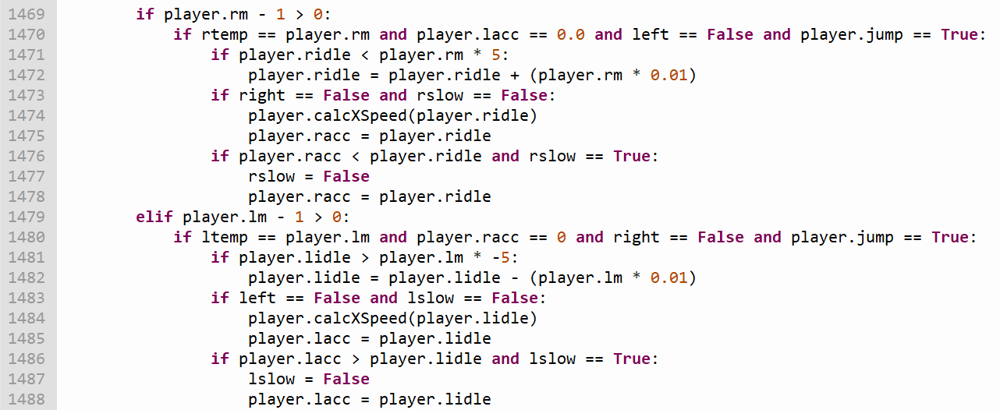 1469 if player.rm - 1 > 0:
1470 if rtemp == player.rm and player.lacc == 0.0 and left == False and player.jump == True:
1471 if player.ridle < player.rm * 5:
1472 player.ridle = player.ridle + (player.rm * 0.01)
1473 if right == False and rslow == False:
1474 player.calcXSpeed(player.ridle)
1475 player.racc = player.ridle
1476 if player.racc < player.ridle and rslow == True:
1477 rslow = False
1478 player.racc = player.ridle
1479 elif player.lm - 1 > 0:
1480 if ltemp == player.lm and player.racc == 0 and right == False and player.jump == True:
1481 if player.lidle > player.lm * -5:
1482 player.lidle = player.lidle - (player.lm * 0.01)
1483 if left == False and lslow == False:
1484 player.calcXSpeed(player.lidle)
1485 player.lacc = player.lidle
1486 if player.lacc > player.lidle and lslow == True:
1487 lslow = False
1488 player.lacc = player.lidle